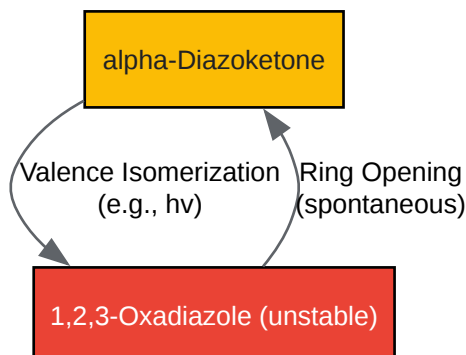 alpha-Diazoketone
Valence Isomerization
(e.g., hv)
Ring Opening
(spontaneous)
1,2,3-Oxadiazole (unstable)